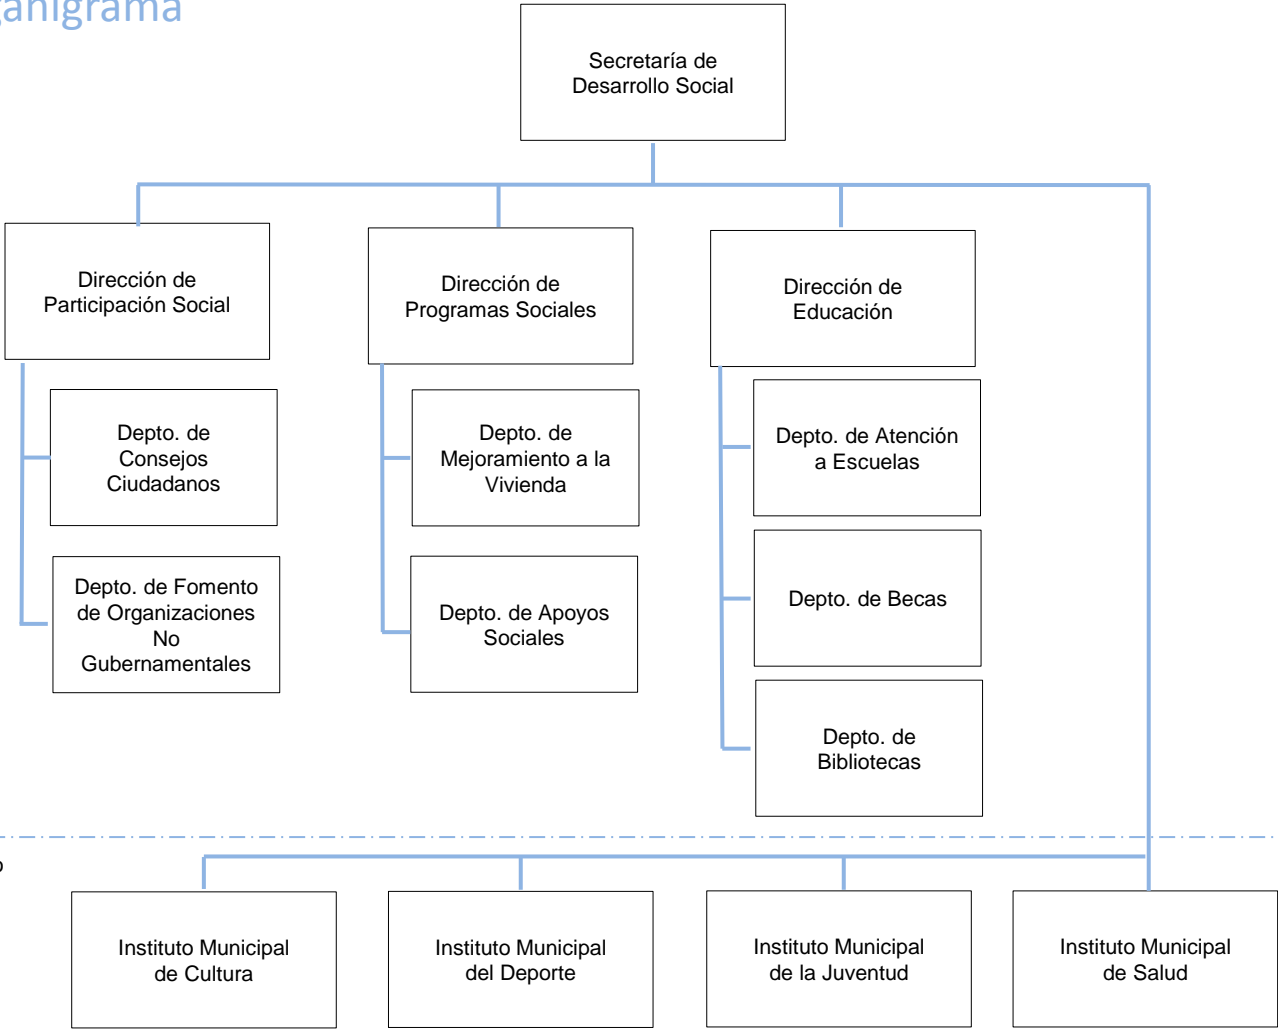 ganigrama
Secretaría de
Desarrollo Social
Dirección de
Participación Social
Dirección de
Programas Sociales
Dirección de
Educación
Depto. de
Consejos
Ciudadanos
Depto. de
Mejoramiento a la
Vivienda
Depto. de Atención
a Escuelas
Depto. de Fomento
de Organizaciones
No
Gubernamentales
Depto. de Apoyos
Sociales
Depto. de Becas
Depto. de
Bibliotecas
o
Instituto Municipal
de Cultura
Instituto Municipal
del Deporte
Instituto Municipal
de la Juventud
Instituto Municipal
de Salud